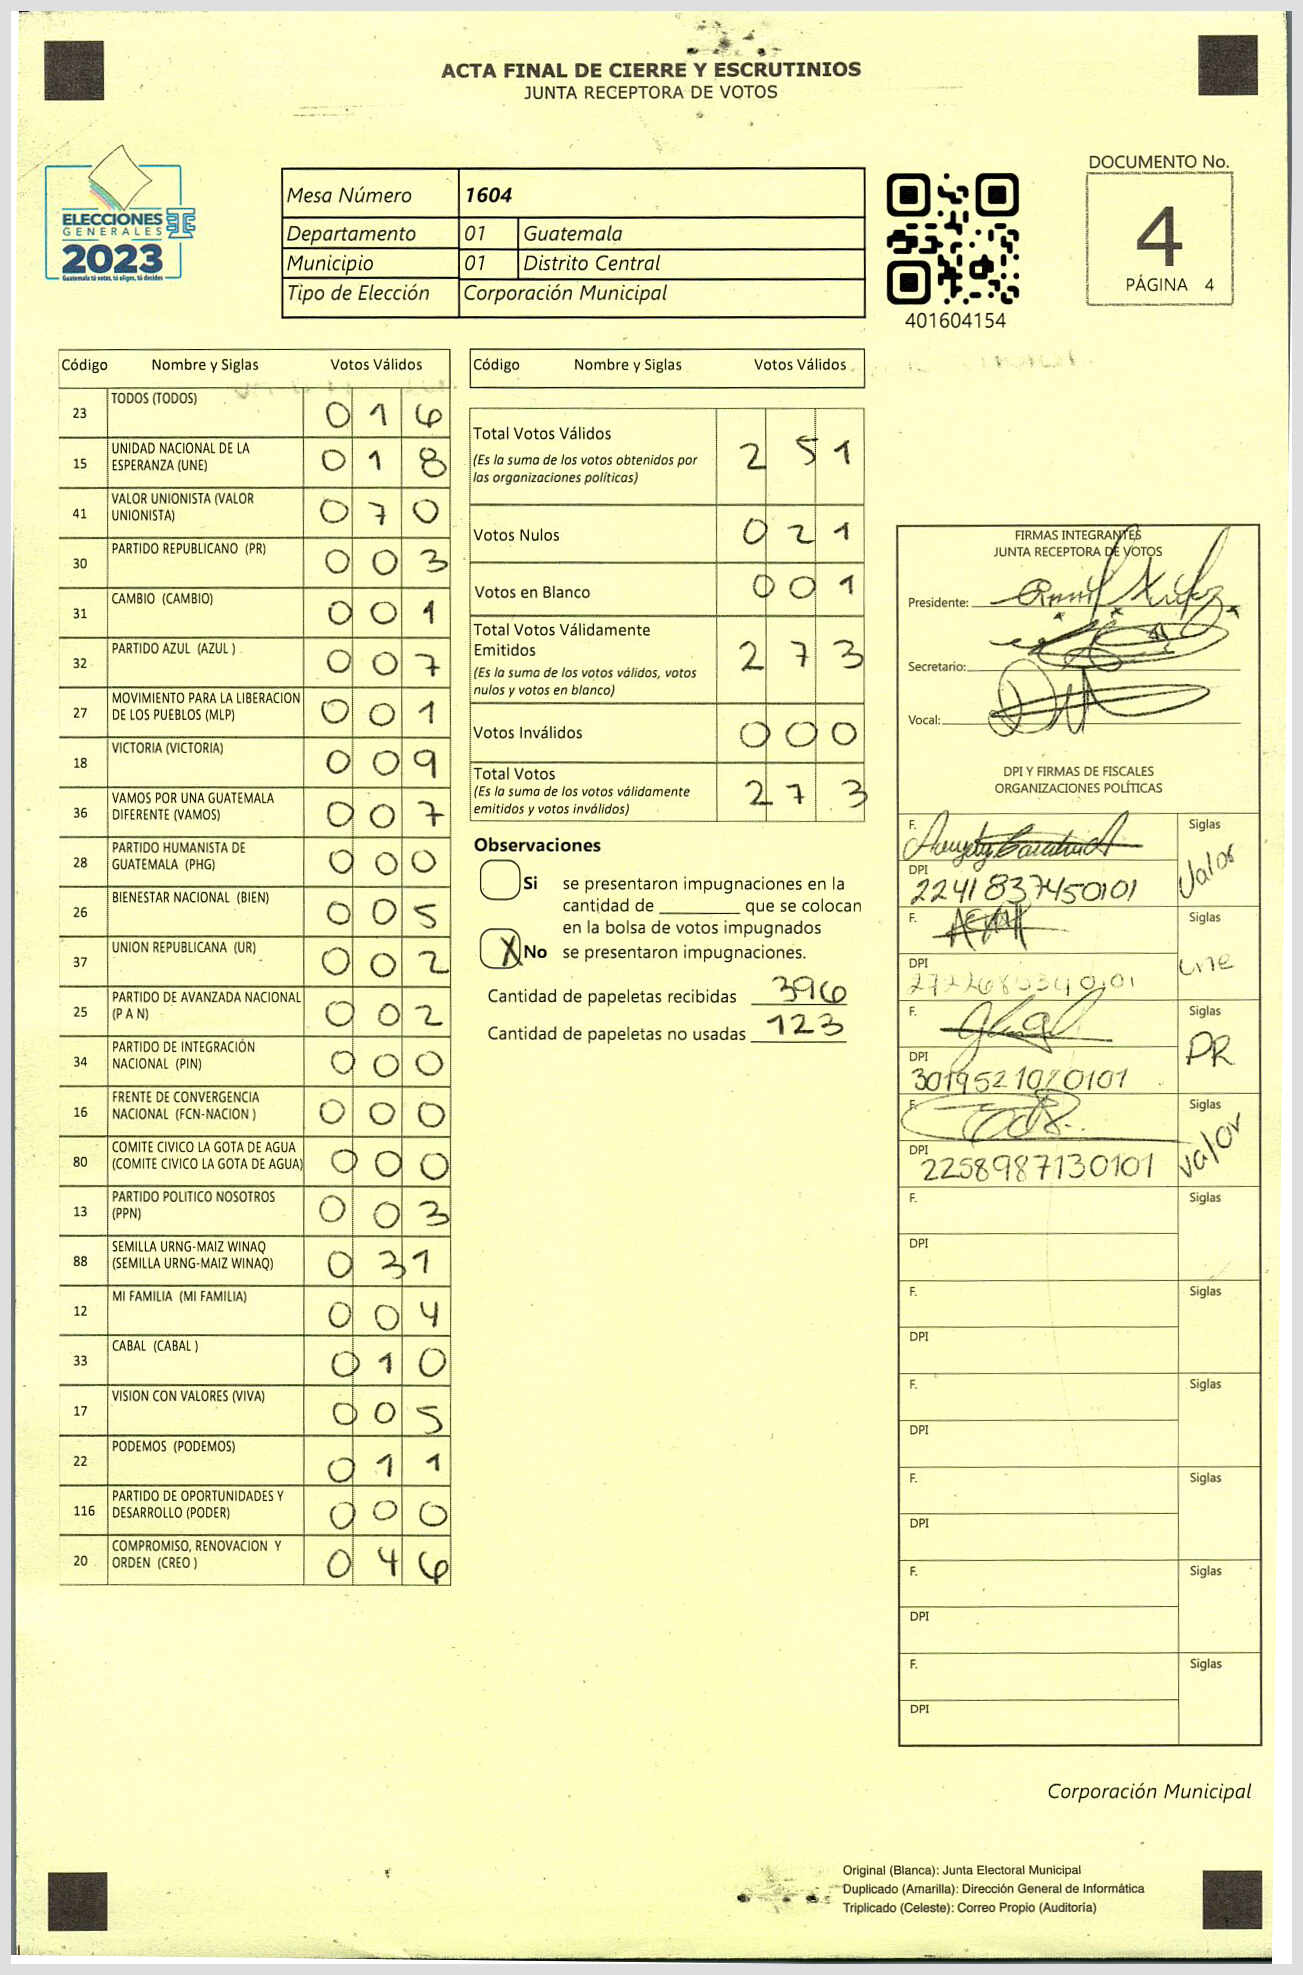 ACTA FINAL DE CIERRE Y ESCRUTINIOS
JUNTA RECEPTORA DE VOTOS
ELECCIONES
GENERALES
2023
Guatemala tú votas, tú eliges, tú decides
Mesa Número 1604
Departamento 01 Guatemala
Municipio 01 Distrito Central
Tipo de Elección Corporación Municipal
401604154
DOCUMENTO No.
4
PÁGINA 4
Código Nombre y Siglas Votos Válidos
23 TODOS (TODOS) 0 1 6
15 UNIDAD NACIONAL DE LA
ESPERANZA (UNE) 0 1 8
41 VALOR UNIONISTA (VALOR
UNIONISTA) 0 7 0
30 PARTIDO REPUBLICANO (PR) 0 0 3
31 CAMBIO (CAMBIO) 0 0 1
32 PARTIDO AZUL (AZUL ) 0 0 7
27 MOVIMIENTO PARA LA LIBERACION
DE LOS PUEBLOS (MLP) 0 0 1
18 VICTORIA (VICTORIA) 0 0 9
36 VAMOS POR UNA GUATEMALA
DIFERENTE (VAMOS) 0 0 7
28 PARTIDO HUMANISTA DE
GUATEMALA (PHG) 0 0 0
26 BIENESTAR NACIONAL (BIEN) 0 0 5
37 UNION REPUBLICANA (UR) 0 0 2
25 PARTIDO DE AVANZADA NACIONAL
(P A N) 0 0 2
34 PARTIDO DE INTEGRACIÓN
NACIONAL (PIN) 0 0 0
16 FRENTE DE CONVERGENCIA
NACIONAL (FCN-NACION ) 0 0 0
80 COMITE CIVICO LA GOTA DE AGUA
(COMITE CIVICO LA GOTA DE AGUA) 0 0 0
13 PARTIDO POLITICO NOSOTROS
(PPN) 0 0 3
88 SEMILLA URNG-MAIZ WINAQ
(SEMILLA URNG-MAIZ WINAQ) 0 3 1
12 MI FAMILIA (MI FAMILIA) 0 0 4
33 CABAL (CABAL ) 0 1 0
17 VISION CON VALORES (VIVA) 0 0 5
22 PODEMOS (PODEMOS) 0 1 1
116 PARTIDO DE OPORTUNIDADES Y
DESARROLLO (PODER) 0 0 0
20 COMPROMISO, RENOVACION Y
ORDEN (CREO ) 0 4 6
Código Nombre y Siglas Votos Válidos
Total Votos Válidos 2 5 1
(Es la suma de los votos obtenidos por
las organizaciones políticas)
Votos Nulos 0 2 1
Votos en Blanco 0 0 1
Total Votos Válidamente
Emitidos 2 7 3
(Es la suma de los votos válidos, votos
nulos y votos en blanco)
Votos Inválidos 0 0 0
Total Votos 2 7 3
(Es la suma de los votos válidamente
emitidos y votos inválidos)
Observaciones
Si se presentaron impugnaciones en la
cantidad de ________ que se colocan
en la bolsa de votos impugnados
X No se presentaron impugnaciones.
Cantidad de papeletas recibidas 396
Cantidad de papeletas no usadas 123
FIRMAS INTEGRANTES
JUNTA RECEPTORA DE VOTOS
Presidente:
Secretario:
Vocal:
DPI Y FIRMAS DE FISCALES
ORGANIZACIONES POLÍTICAS
F. Siglas
Valor
DPI
2241837450101
F. Siglas
une
DPI
F. Siglas
PR
DPI
F. Siglas
valor
DPI
2258987130101
F. Siglas
DPI
F. Siglas
DPI
F. Siglas
DPI
F. Siglas
DPI
F. Siglas
DPI
F. Siglas
DPI
Corporación Municipal
Original (Blanca): Junta Electoral Municipal
Duplicado (Amarilla): Dirección General de Informática
Triplicado (Celeste): Correo Propio (Auditoría)